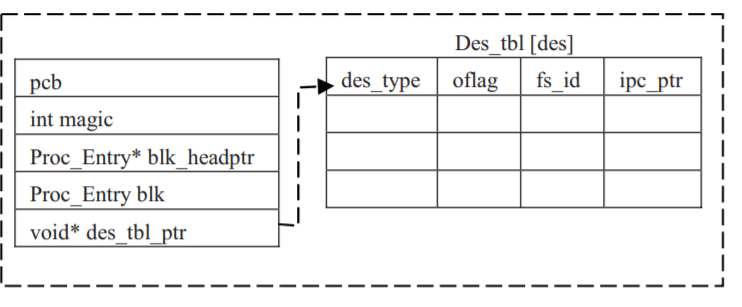 Des_tbl [des]
pcb
int magic
Proc_Entry* blk_headptr
Proc_Entry blk
void* des_tbl_ptr
des_type oflag fs_id ipc_ptr